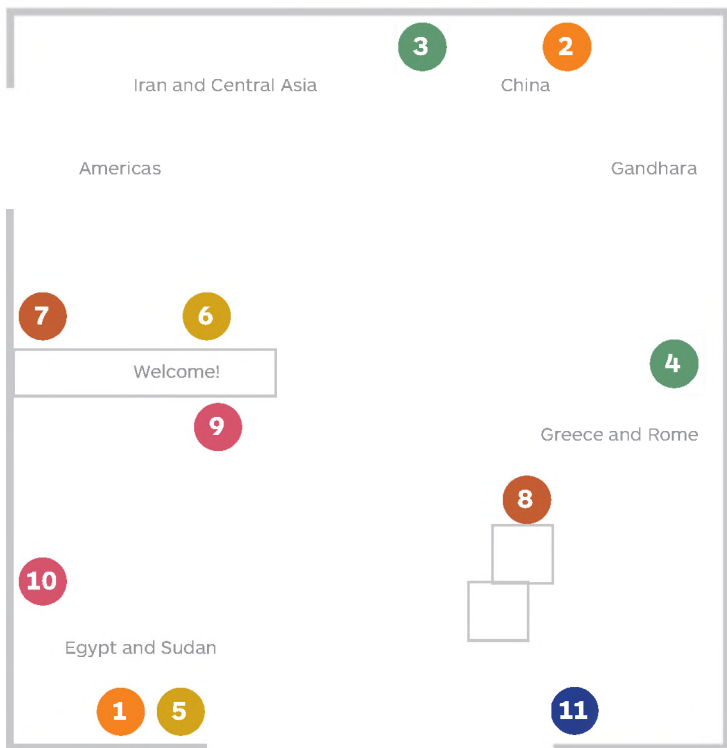 3
2
Iran and Central Asia
China
Americas
Gandhara
7
6
Welcome!
4
9
Greece and Rome
8
10
Egypt and Sudan
1
5
11